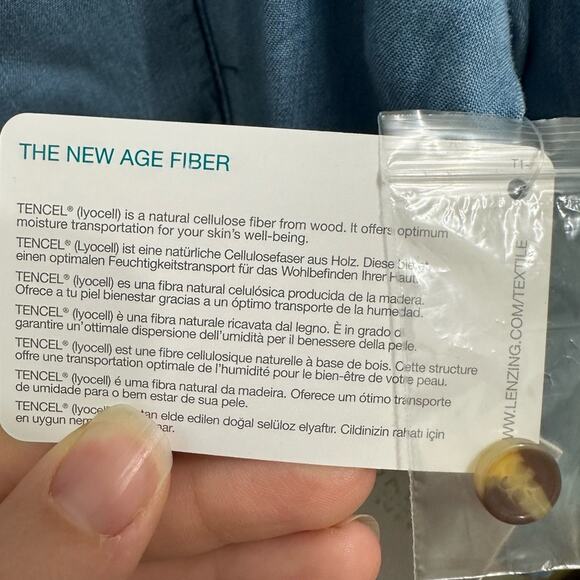 THE NEW AGE FIBER
TENCEL® (lyocell) is a natural cellulose fiber from wood. It offers optimum
moisture transportation for your skin's well-being.
TENCEL® (Lyocell) ist eine natürliche Cellulosefaser aus Holz. Diese bietet
einen optimalen Feuchtigkeitstransport für das Wohlbefinden Ihrer Haut.
TENCEL® (lyocell) es una fibra natural celulósica producida de la madera.
Ofrece a tu piel bienestar gracias a un óptimo transporte de la humedad.
TENCEL® (lyocell) è una fibra naturale ricavata dal legno. È in grado di
garantire un'ottimale dispersione dell'umidità per il benessere della pelle.
TENCEL® (lyocell) est une fibre cellulosique naturelle à base de bois. Cette structure
offre une transportation optimale de l'humidité pour le bien-être de votre peau.
TENCEL® (lyocell) é uma fibra natural da madeira. Oferece um ótimo transporte
de umidade para o bem estar de sua pele.
TENCEL® (lyocell) elde edilen doğal selüloz elyaftır. Cildinizin rahatı için
en uygun
WWW.LENZING.COM/TEXTILE